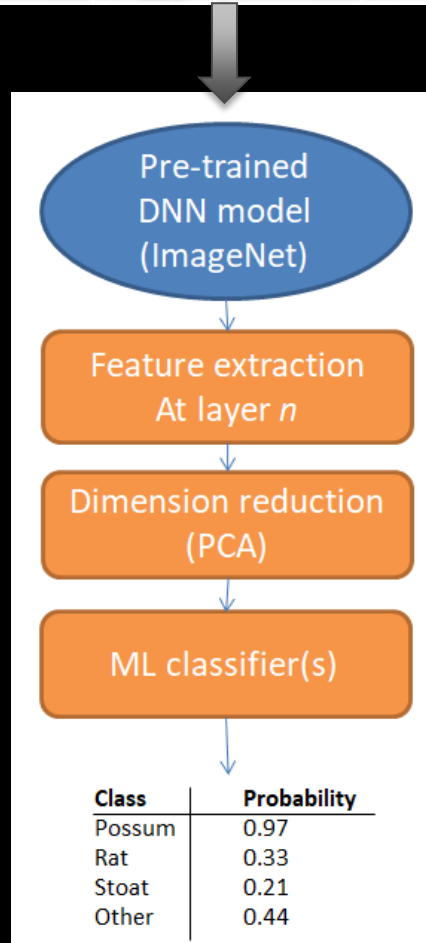 Pre-trained
DNN model
(ImageNet)
Feature extraction
At layer n
Dimension reduction
(PCA)
ML classifier(s)
Class Probability
Possum 0.97
Rat 0.33
Stoat 0.21
Other 0.44